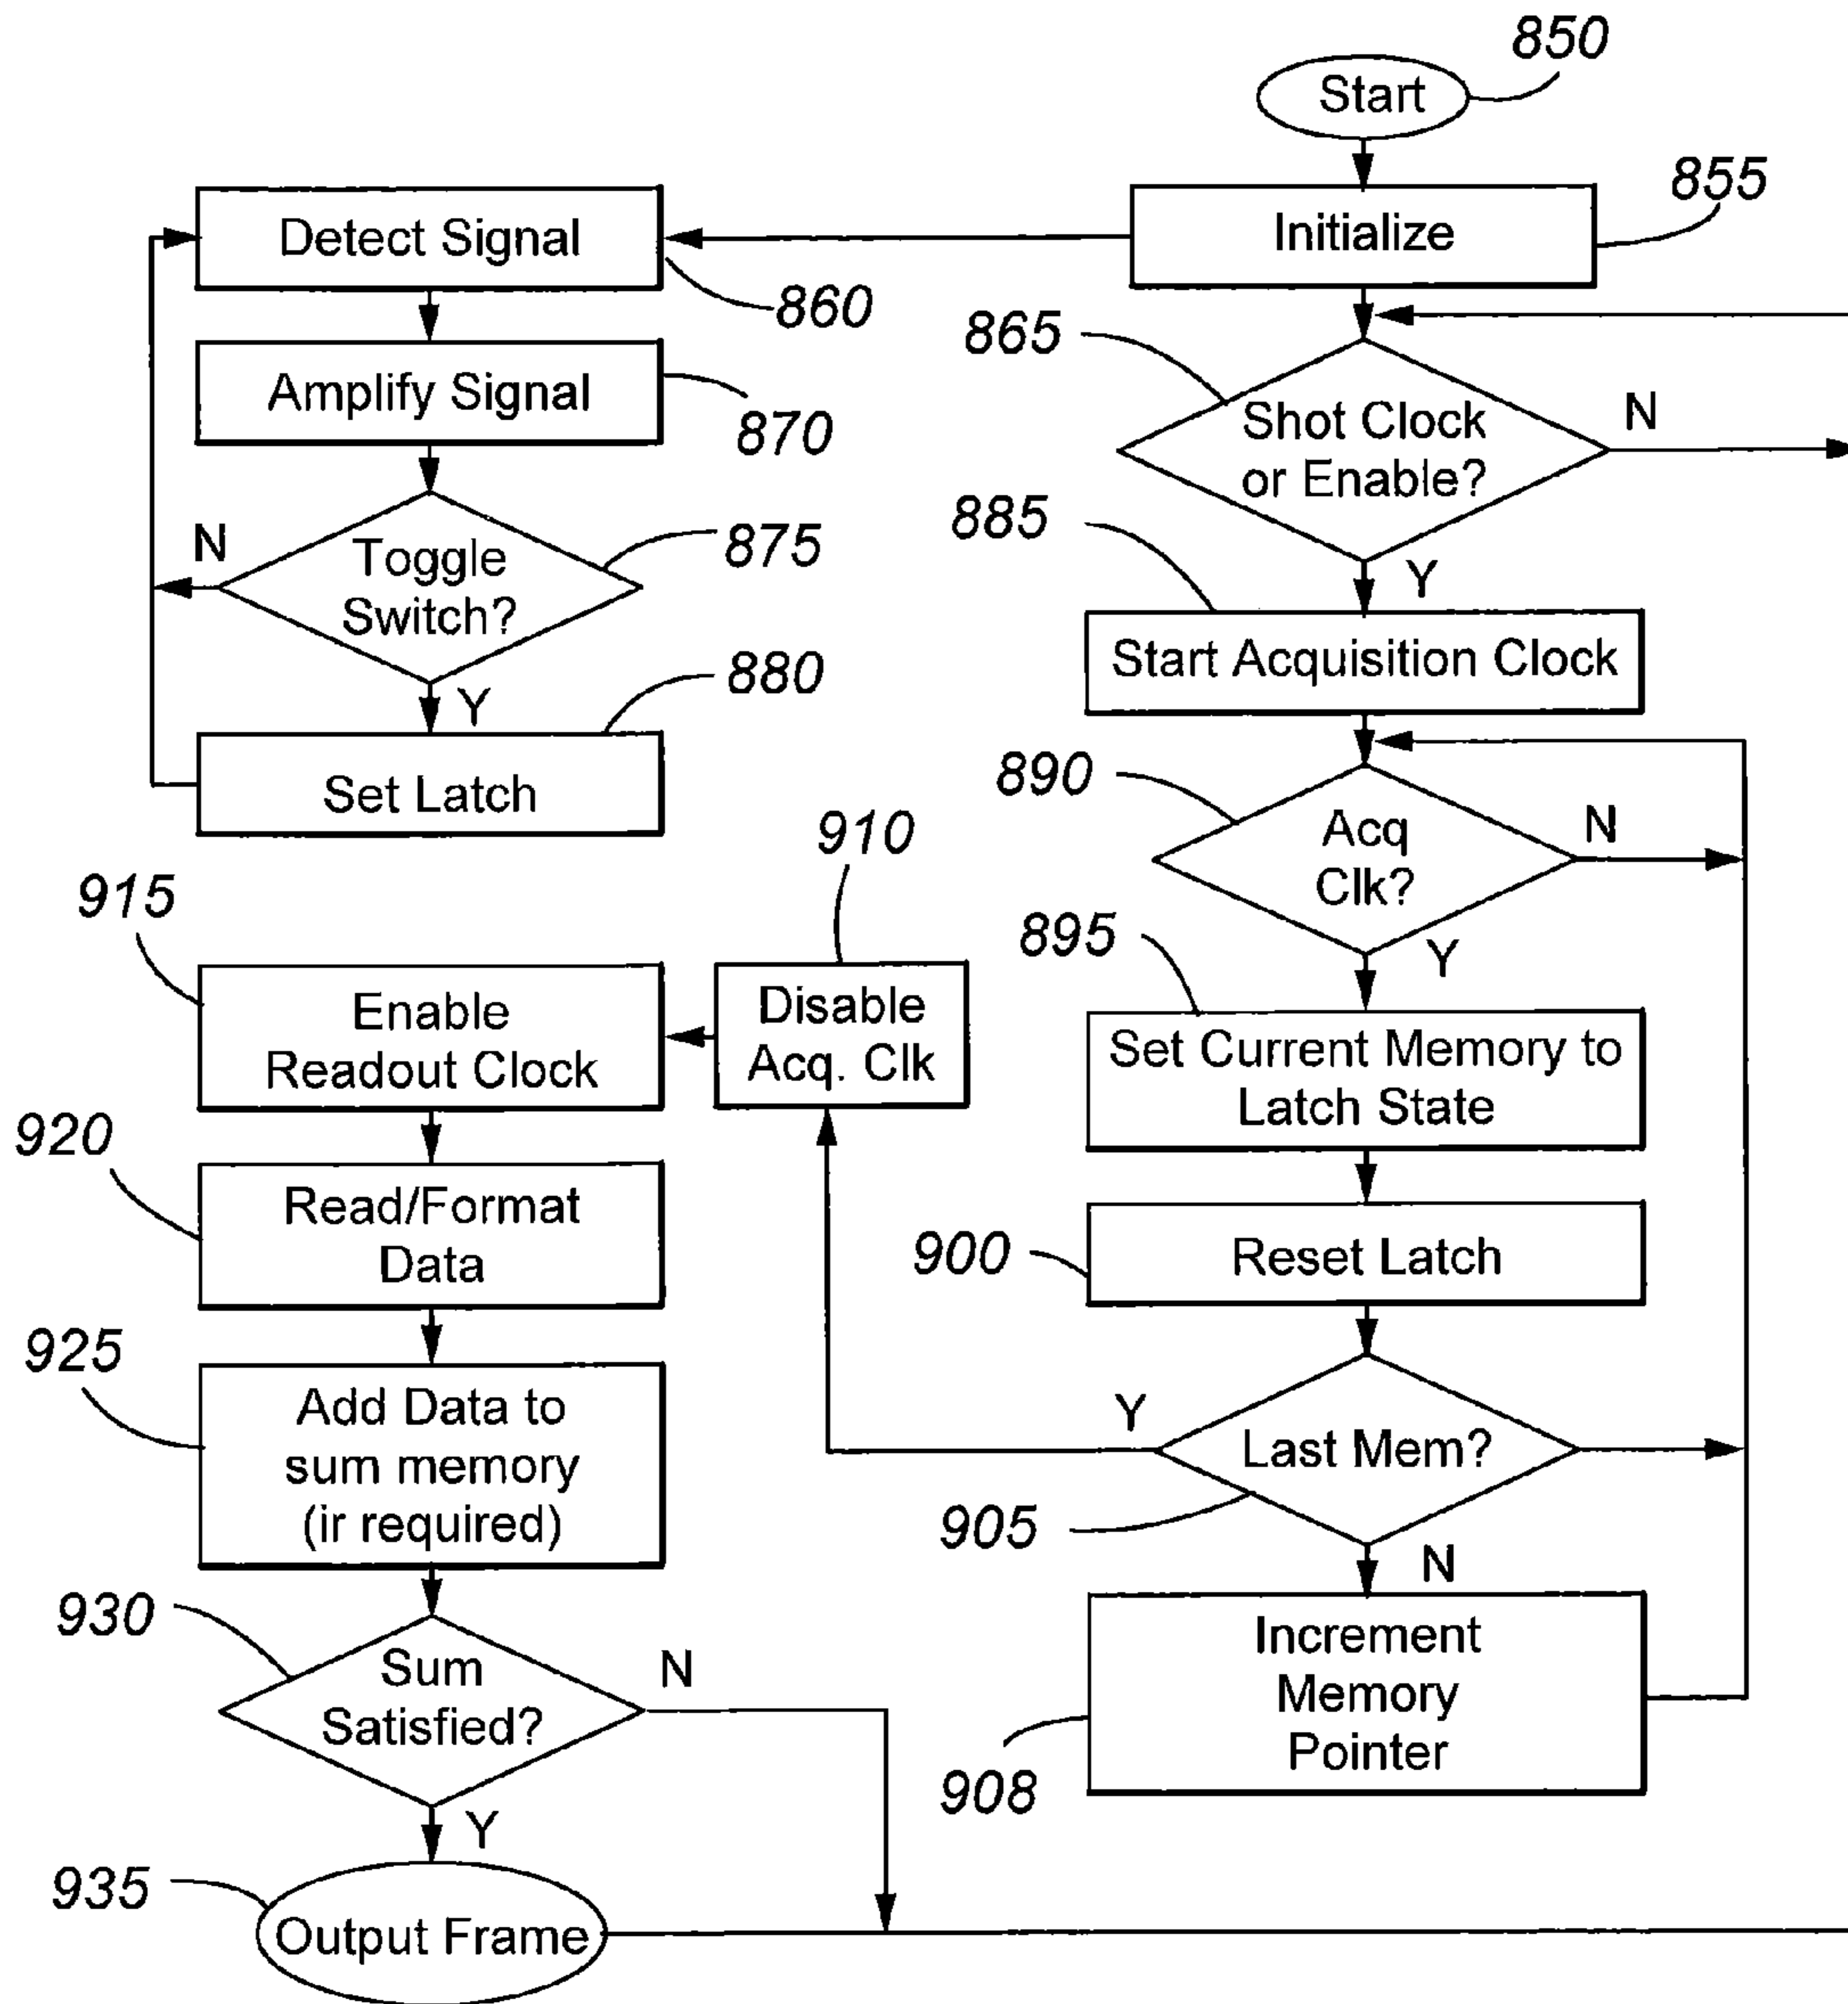 850
Start
855
Initialize
Detect Signal
860
865
Shot Clock
or Enable?
N
Amplify Signal
870
885
Y
N
Toggle
Switch?
875
Start Acquisition Clock
Y
880
Set Latch
890
Acq
Clk?
N
910
915
895
Y
Enable
Readout Clock
Disable
Acq. Clk
Set Current Memory to
Latch State
920
Read/Format
Data
900
Reset Latch
925
Add Data to
sum memory
(ir required)
Y
Last Mem?
905
N
930
Sum
Satisfied?
N
Increment
Memory
Pointer
908
Y
935
Output Frame